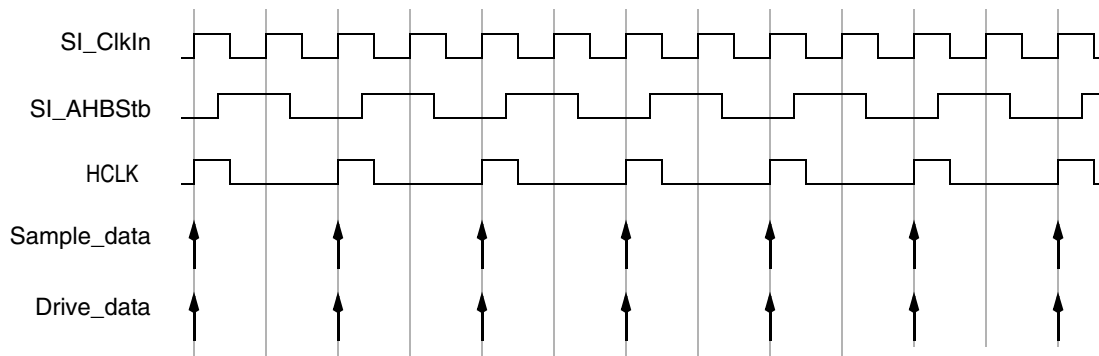 SI_ClkIn
SI_AHBStb
HCLK
Sample_data
Drive_data